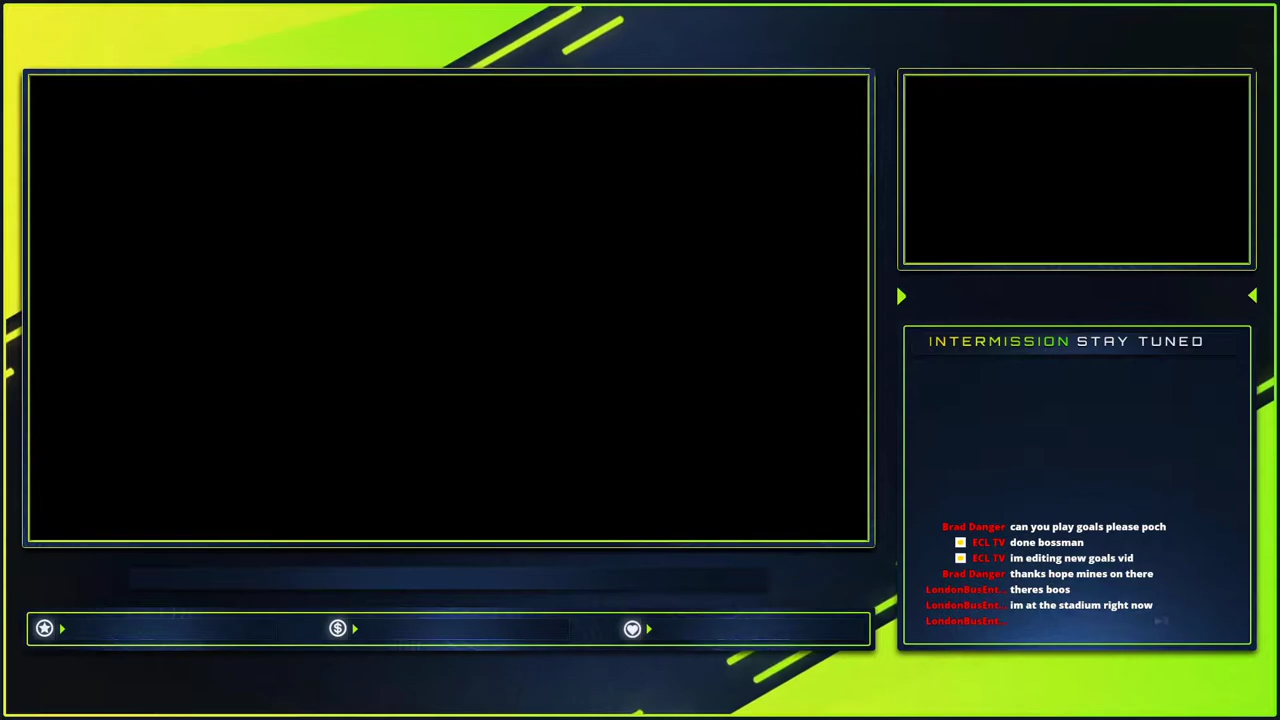 INTERMISSION STAY TUNED
Brad Danger can you play goals please poch
ECL TV done bossman
ECL TV im editing new goals vid
Brad Danger thanks hope mines on there
LondonBusEnt... theres boos
LondonBusEnt... im at the stadium right now
LondonBusEnt...